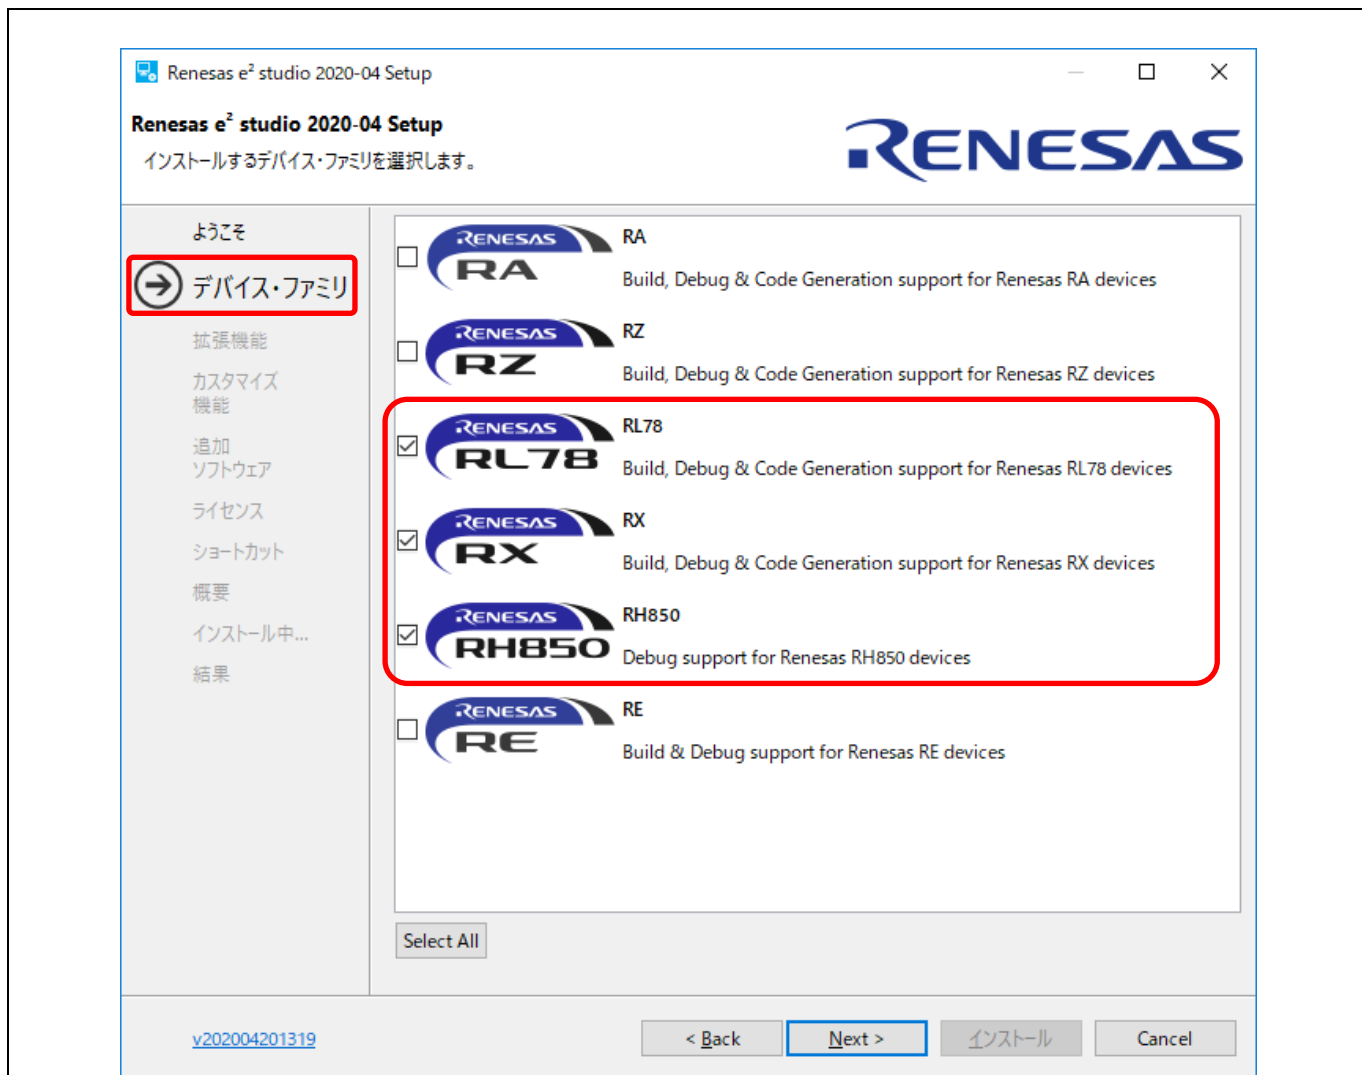 Renesas e² studio 2020-04 Setup
Renesas e² studio 2020-04 Setup
インストールするデバイス・ファミリを選択します。
RENESAS
ようこそ
デバイス・ファミリ
拡張機能
カスタマイズ
機能
追加
ソフトウェア
ライセンス
ショートカット
概要
インストール中...
結果
RENESAS
RA
RA
Build, Debug & Code Generation support for Renesas RA devices
RENESAS
RZ
RZ
Build, Debug & Code Generation support for Renesas RZ devices
RENESAS
RL78
RL78
Build, Debug & Code Generation support for Renesas RL78 devices
RENESAS
RX
RX
Build, Debug & Code Generation support for Renesas RX devices
RENESAS
RH850
RH850
Debug support for Renesas RH850 devices
RENESAS
RE
RE
Build & Debug support for Renesas RE devices
Select All
v202004201319
< Back
Next >
インストール
Cancel